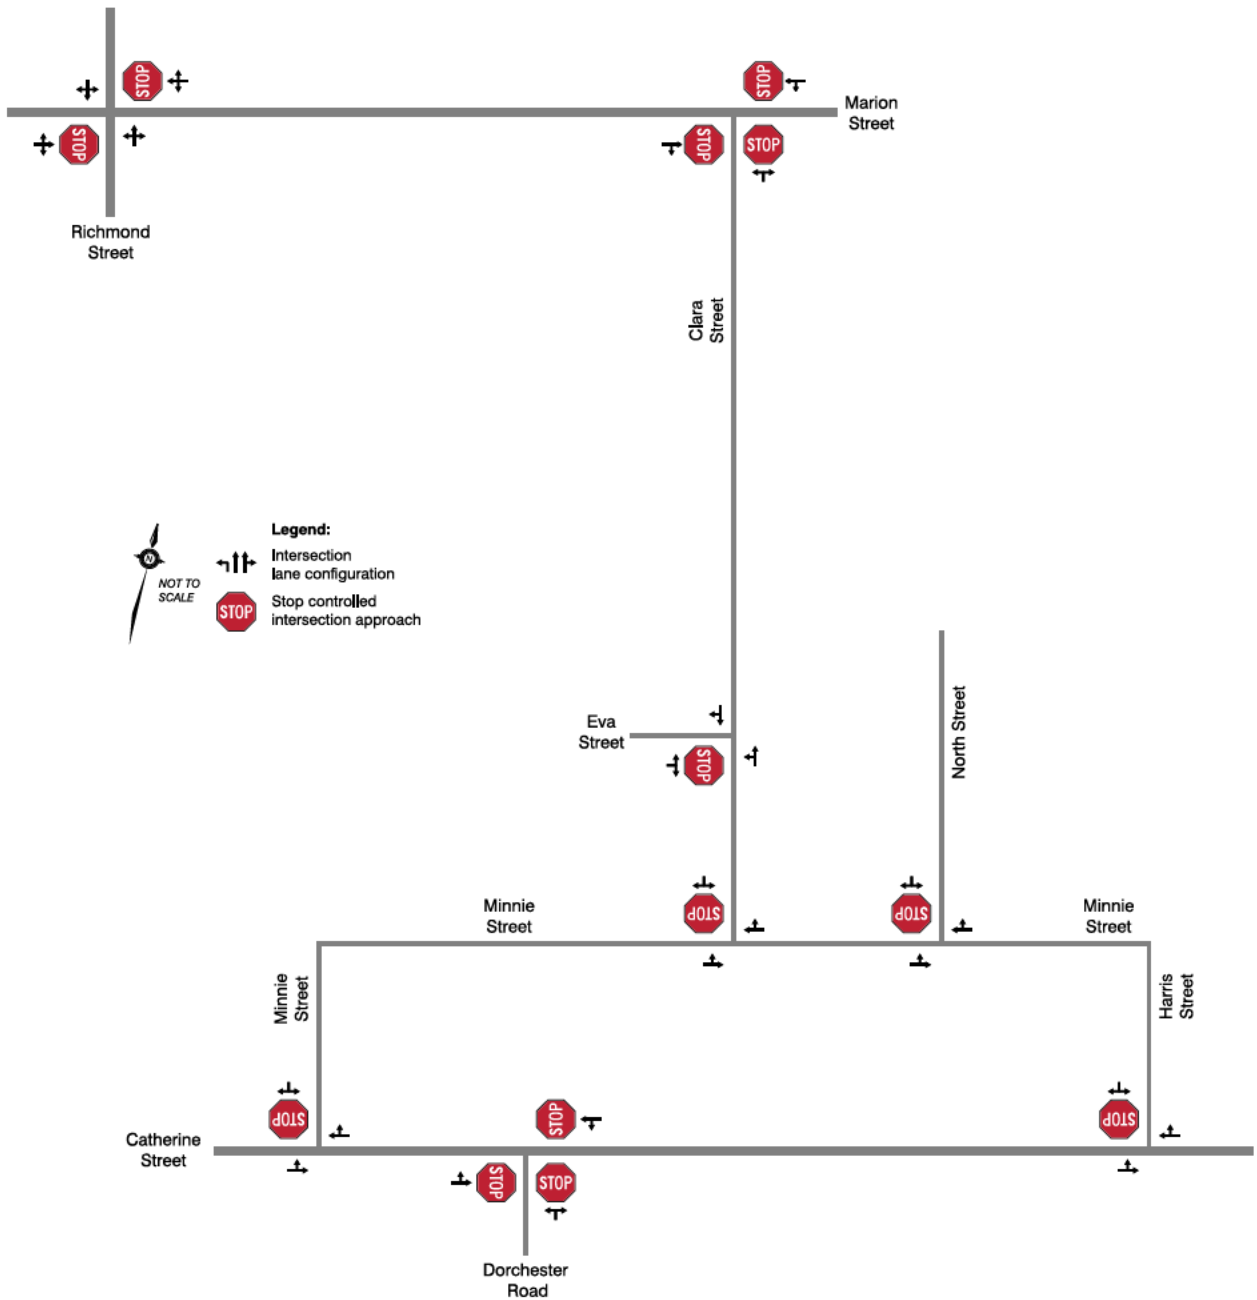 STOP
STOP
Marion
Street
STOP
STOP
STOP
Richmond
Street
Clara
Street
N
NOT TO
SCALE
Legend:
Intersection
lane configuration
STOP
Stop controlled
intersection approach
Eva
Street
STOP
North Street
Minnie
Street
STOP
STOP
Minnie
Street
Minnie
Street
Harris
Street
STOP
STOP
STOP
Catherine
Street
STOP
STOP
Dorchester
Road